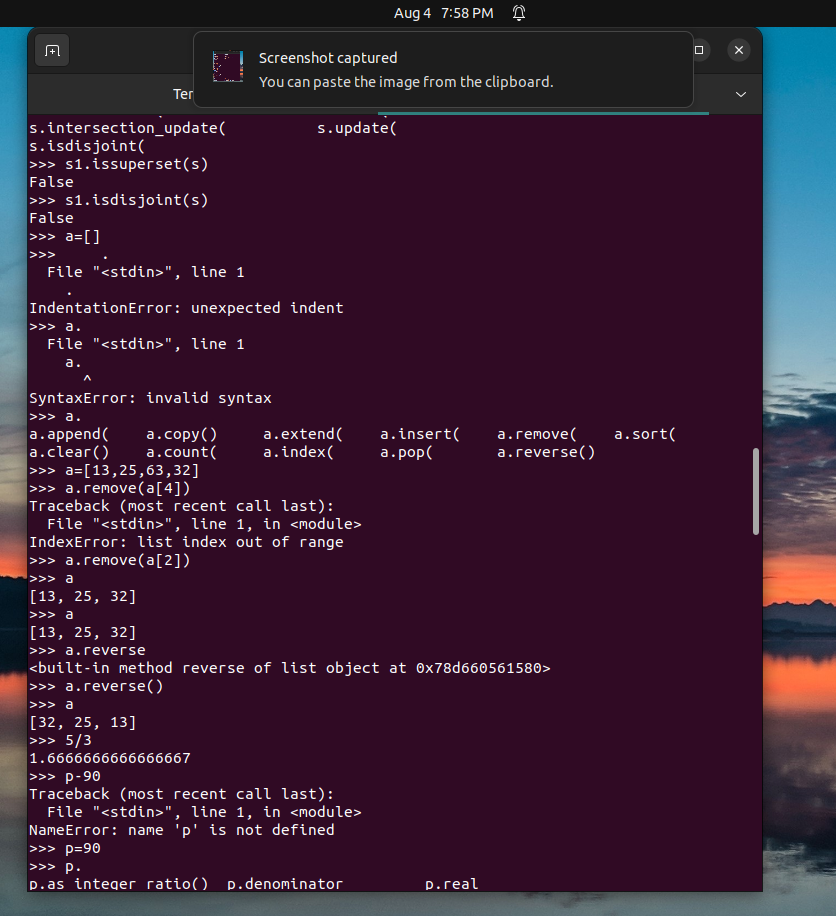 Aug 4 7:58 PM
Screenshot captured
You can paste the image from the clipboard.
Ter
s.intersection_update(          s.update(
s.isdisjoint(
>>> s1.issuperset(s)
False
>>> s1.isdisjoint(s)
False
>>> a=[]
>>>     .
  File "<stdin>", line 1
    .
IndentationError: unexpected indent
>>> a.
  File "<stdin>", line 1
    a.
      ^
SyntaxError: invalid syntax
>>> a.
a.append(    a.copy()     a.extend(    a.insert(    a.remove(    a.sort(
a.clear()    a.count(     a.index(     a.pop(       a.reverse()
>>> a=[13,25,63,32]
>>> a.remove(a[4])
Traceback (most recent call last):
  File "<stdin>", line 1, in <module>
IndexError: list index out of range
>>> a.remove(a[2])
>>> a
[13, 25, 32]
>>> a
[13, 25, 32]
>>> a.reverse
<built-in method reverse of list object at 0x78d660561580>
>>> a.reverse()
>>> a
[32, 25, 13]
>>> 5/3
1.6666666666666667
>>> p-90
Traceback (most recent call last):
  File "<stdin>", line 1, in <module>
NameError: name 'p' is not defined
>>> p=90
>>> p.
p.as_integer_ratio()  p.denominator         p.real